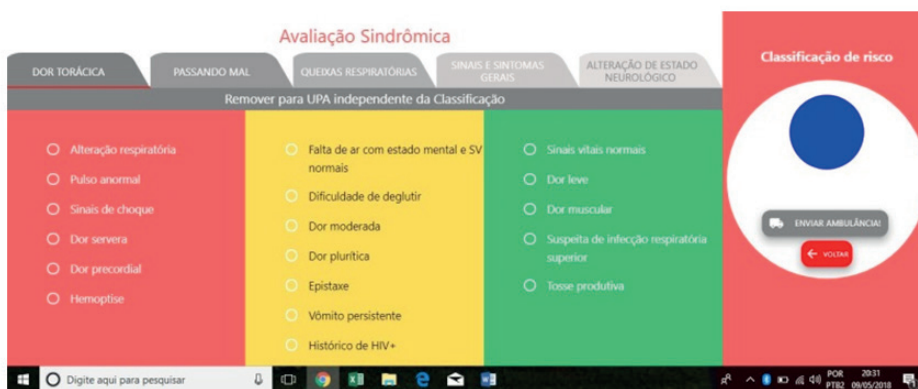 Avaliação Sindrômica
DOR TORÁCICA
PASSANDO MAL
QUEIXAS RESPIRATÓRIAS
SINAIS E SINTOMAS
GERAIS
ALTERAÇÃO DE ESTADO
NEUROLÓGICO
Remover para UPA independente da Classificação
Alteração respiratória
Pulso anormal
Sinais de choque
Dor servera
Dor precordial
Hemoptise
Falta de ar com estado mental e SV
normais
Dificuldade de deglutir
Dor moderada
Dor plurítica
Epistaxe
Vômito persistente
Histórico de HIV+
Sinais vitais normais
Dor leve
Dor muscular
Suspeita de infecção respiratória
superior
Tosse produtiva
Classificação de risco
ENVIAR AMBULÂNCIA!
VOLTAR
Digite aqui para pesquisar
POR
PTB2
20:31
09/05/2018